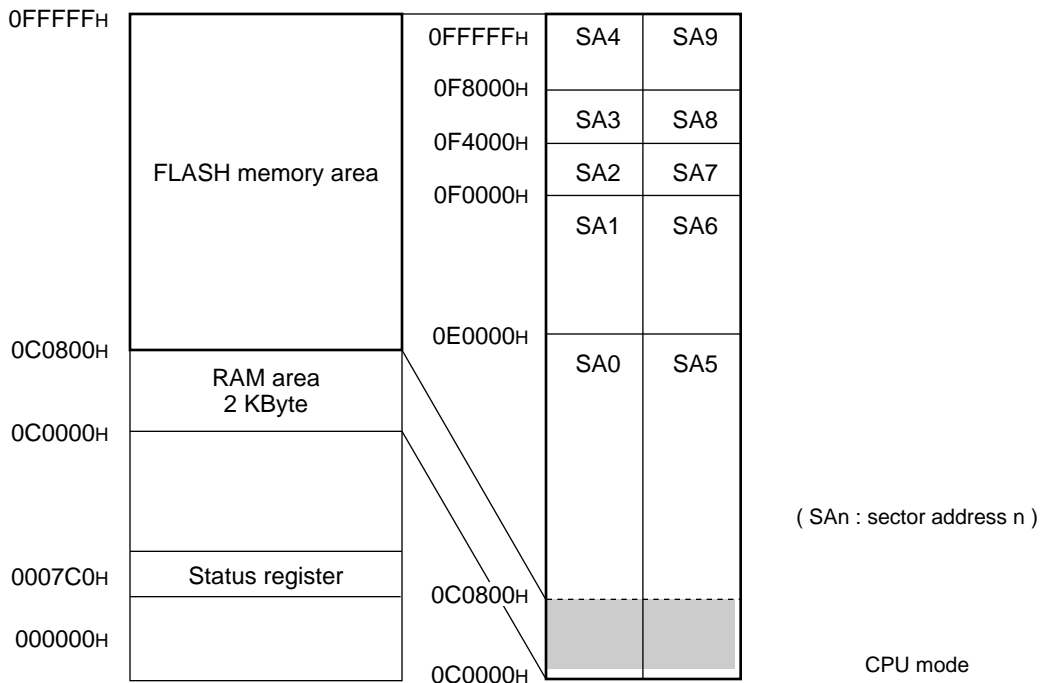 0FFFFFH
FLASH memory area
0C0800H
RAM area
2 KByte
0C0000H
0007C0H
Status register
000000H
0FFFFFH
SA4 SA9
0F8000H
SA3 SA8
0F4000H
SA2 SA7
0F0000H
SA1 SA6
0E0000H
SA0 SA5
0C0800H
0C0000H
( SAn : sector address n )
CPU mode